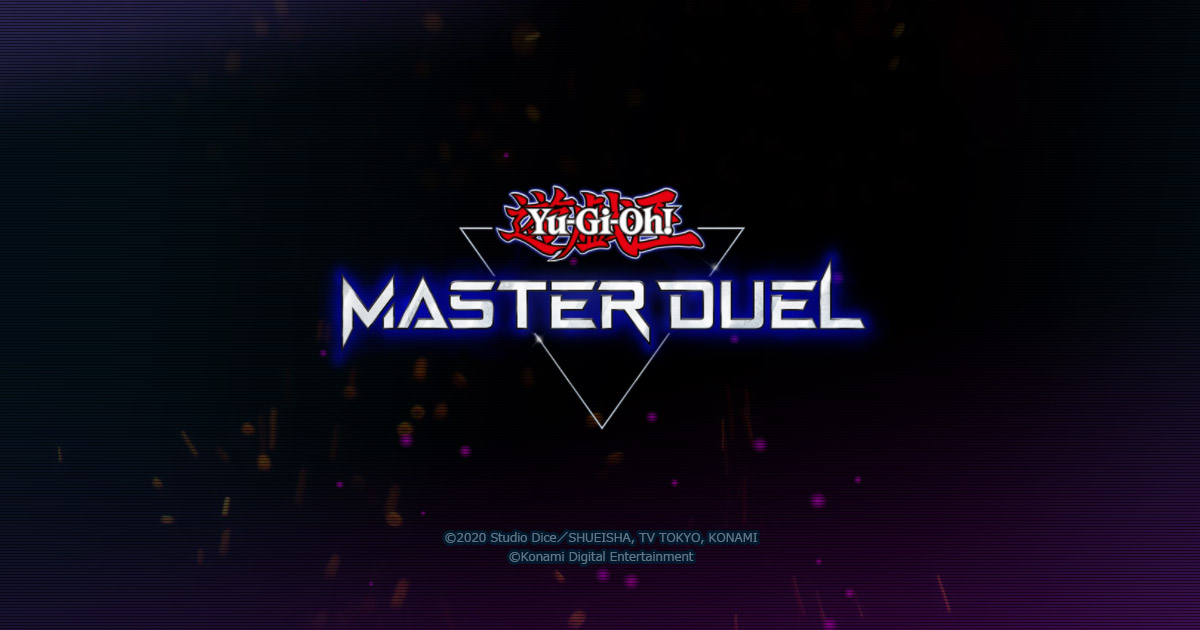 遊戯王
Yu-Gi-Oh!
MASTER DUEL
©2020 Studio Dice／SHUEISHA, TV TOKYO, KONAMI
©Konami Digital Entertainment